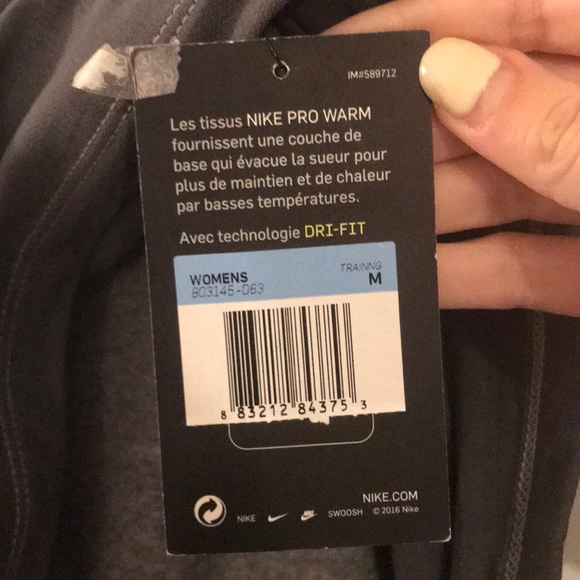 IM#589712
Les tissus NIKE PRO WARM
fournissent une couche de
base qui évacue la sueur pour
plus de maintien et de chaleur
par basses températures.
Avec technologie DRI-FIT
WOMENS TRAINNG
803145-063 M
8 83212 84375 3
NIKE.COM
NIKE SWOOSH © 2016 Nike